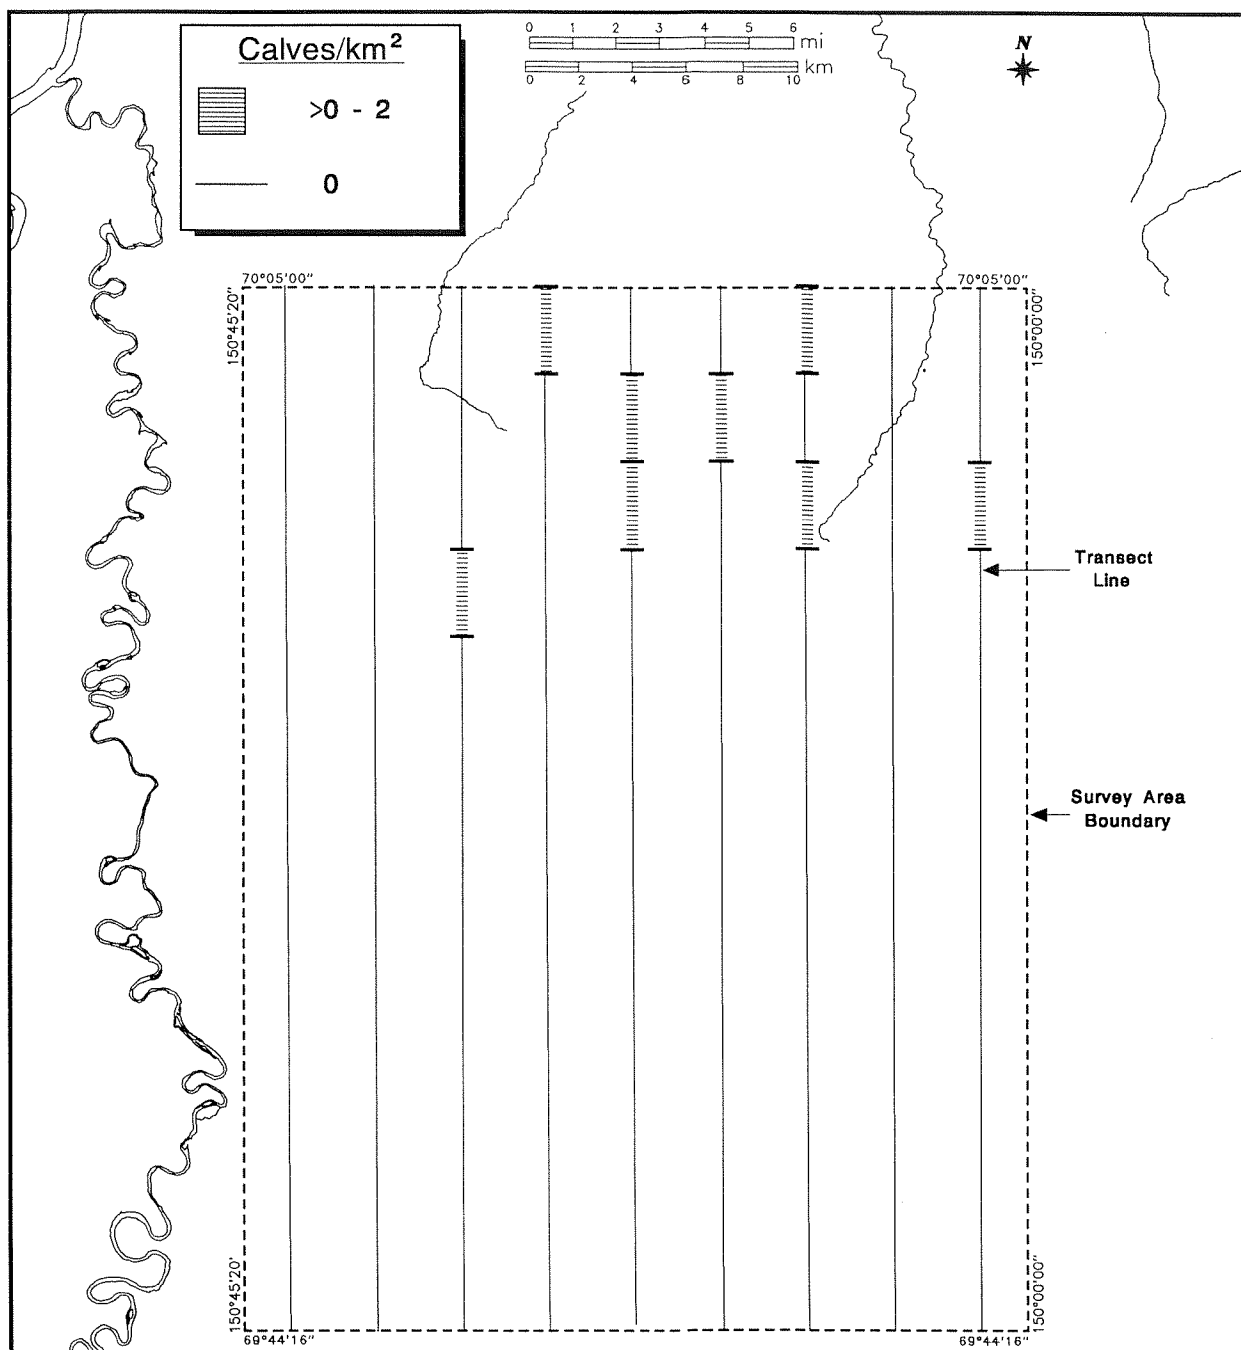 Calves/km²
>0 - 2
0
0 1 2 3 4 5 6 mi
0 2 4 6 8 10 km
N
70°05'00"
70°05'00"
150°45'20"
150°00'00"
Transect
Line
Survey Area
Boundary
150°45'20'
150°00'00"
69°44'16"
69°44'16"